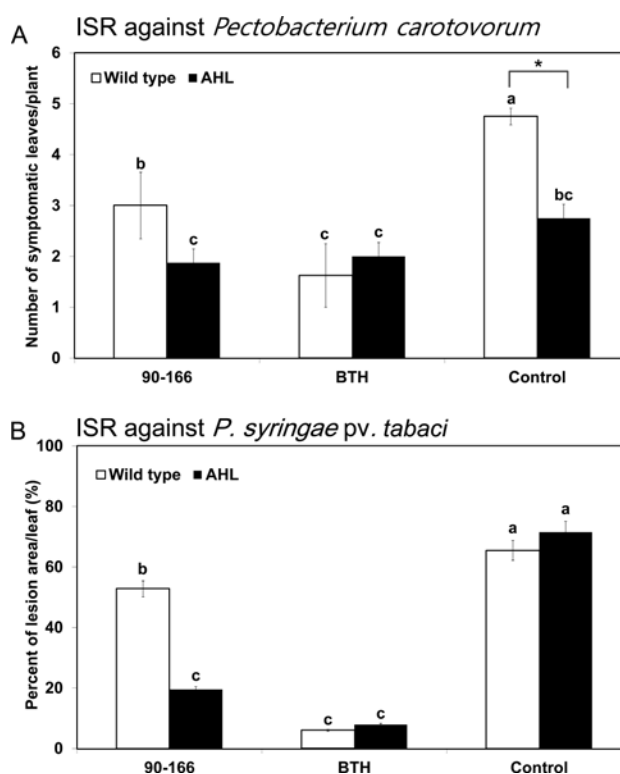 A ISR against Pectobacterium carotovorum
Number of symptomatic leaves/plant
6
5
4
3
2
1
0
Wild type AHL
b
c
c
c
a
*
bc
90-166 BTH Control
B ISR against P. syringae pv. tabaci
Percent of lesion area/leaf (%)
100
80
60
40
20
0
Wild type AHL
b
c
c
c
a
a
90-166 BTH Control